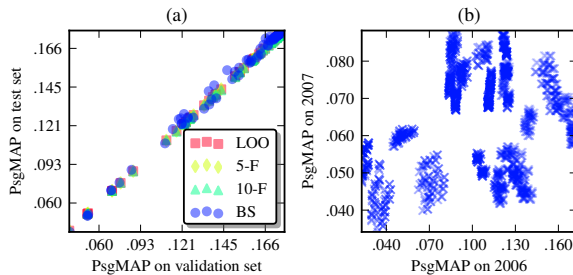 (a)
(b)
PsgMAP on test set
.166
.145
.121
.093
.060
LOO
5-F
10-F
BS
.060 .093 .121 .145 .166
PsgMAP on validation set
PsgMAP on 2007
.080
.070
.060
.050
.040
.040 .070 .100 .130 .160
PsgMAP on 2006